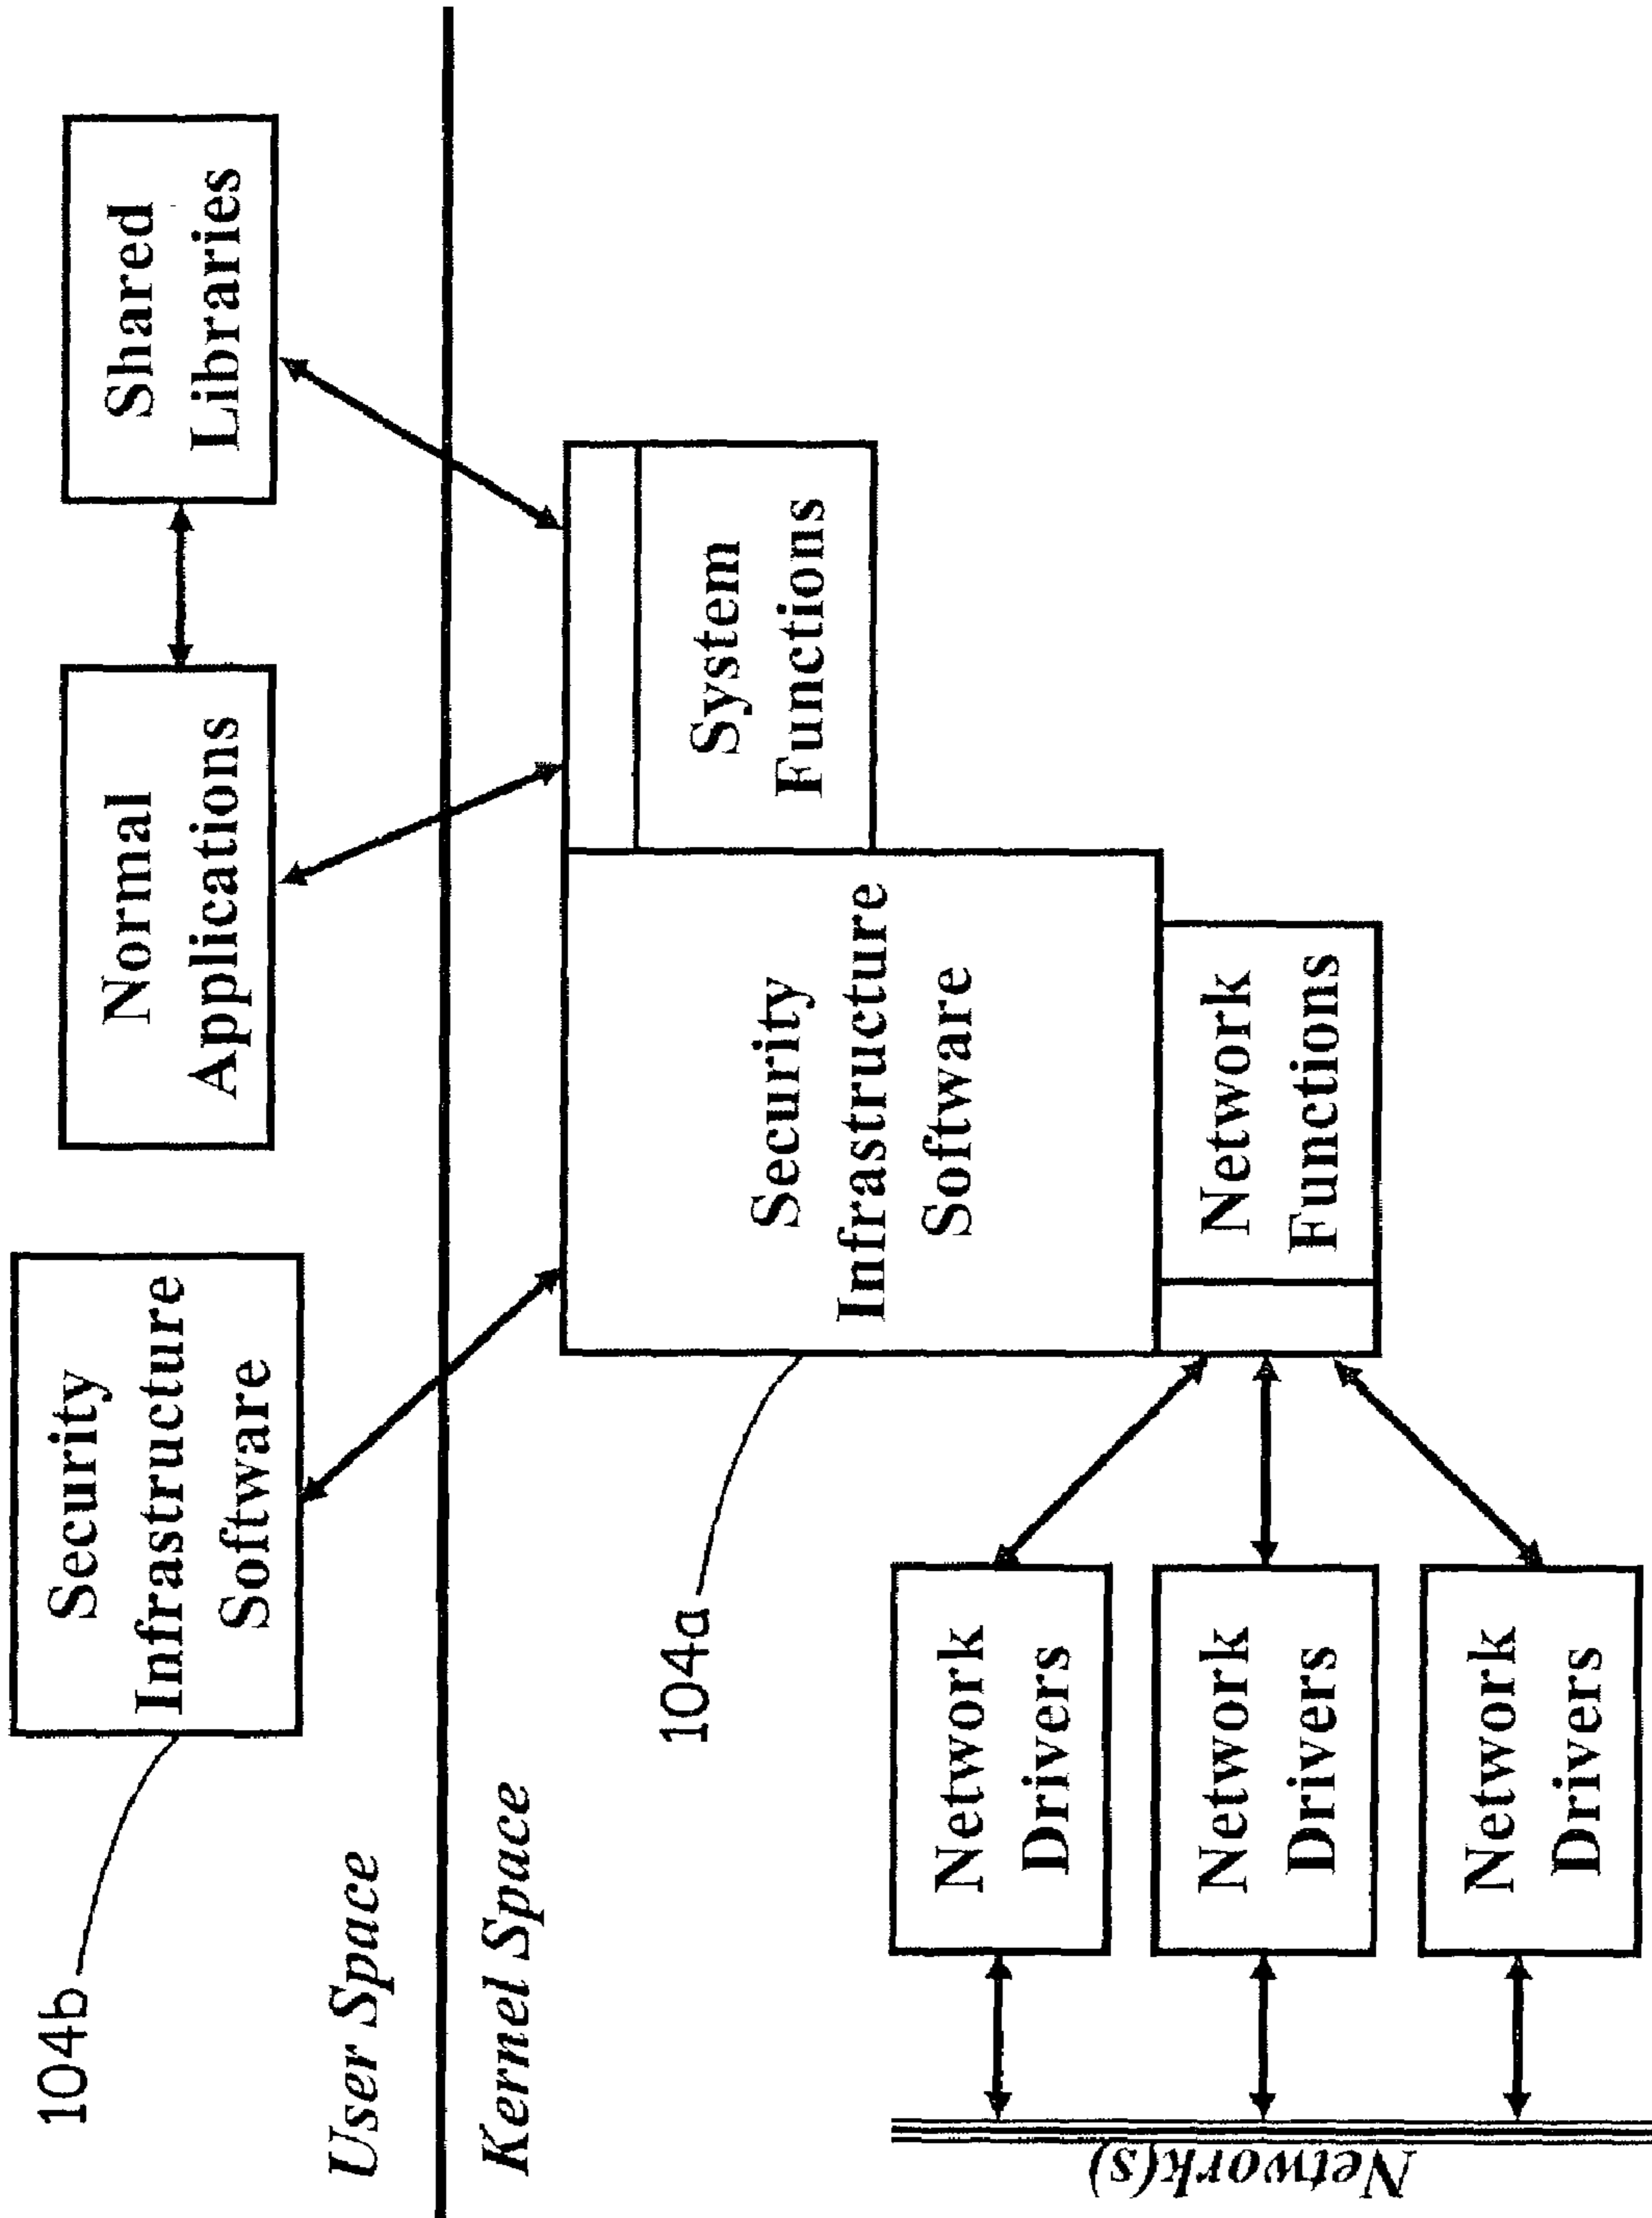 104b
Security
Infrastructure
Software
Normal
Applications
Shared
Libraries
User Space
Kernel Space
104a
Security
Infrastructure
Software
System
Functions
Network
Functions
Network
Drivers
Network
Drivers
Network
Drivers
Network(s)